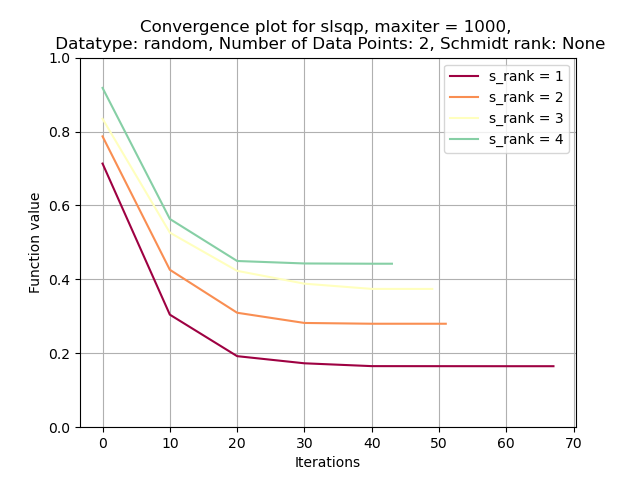 Convergence plot for slsqp, maxiter = 1000,
Datatype: random, Number of Data Points: 2, Schmidt rank: None
1.0
0.8
0.6
0.4
0.2
0.0
Function value
s_rank = 1
s_rank = 2
s_rank = 3
s_rank = 4
0 10 20 30 40 50 60 70
Iterations